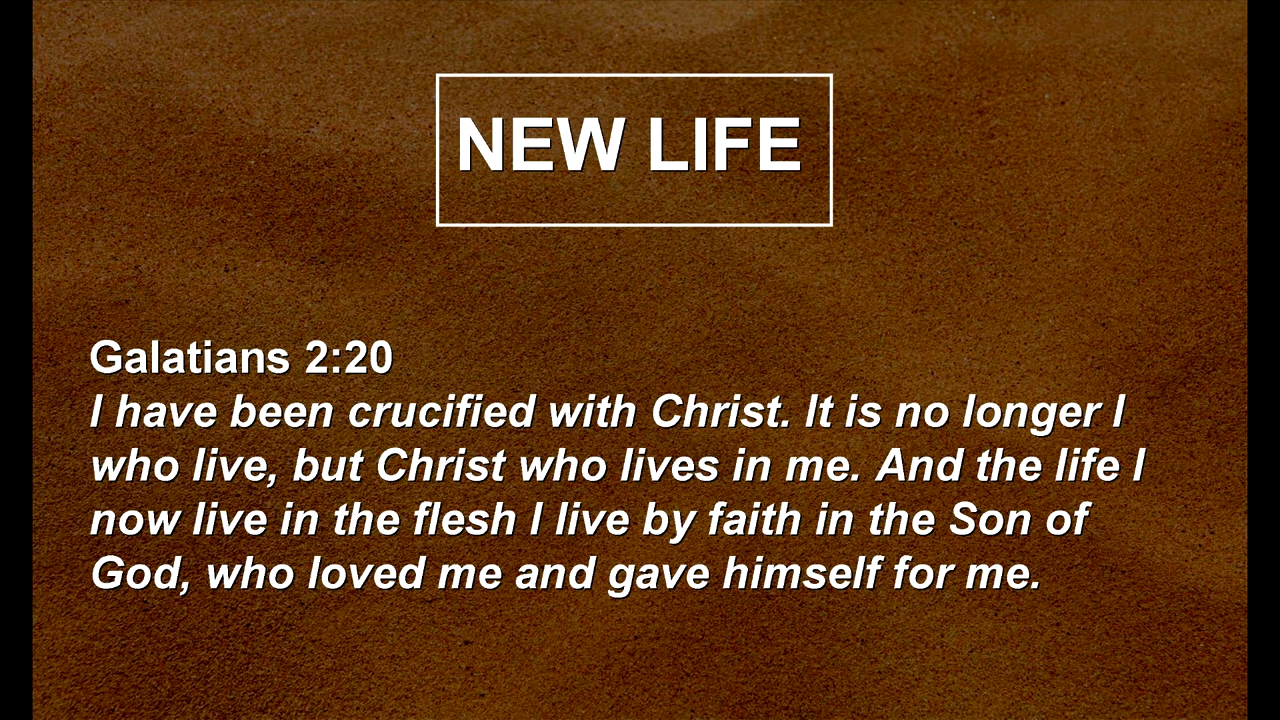 NEW LIFE
Galatians 2:20
I have been crucified with Christ. It is no longer I
who live, but Christ who lives in me. And the life I
now live in the flesh I live by faith in the Son of
God, who loved me and gave himself for me.